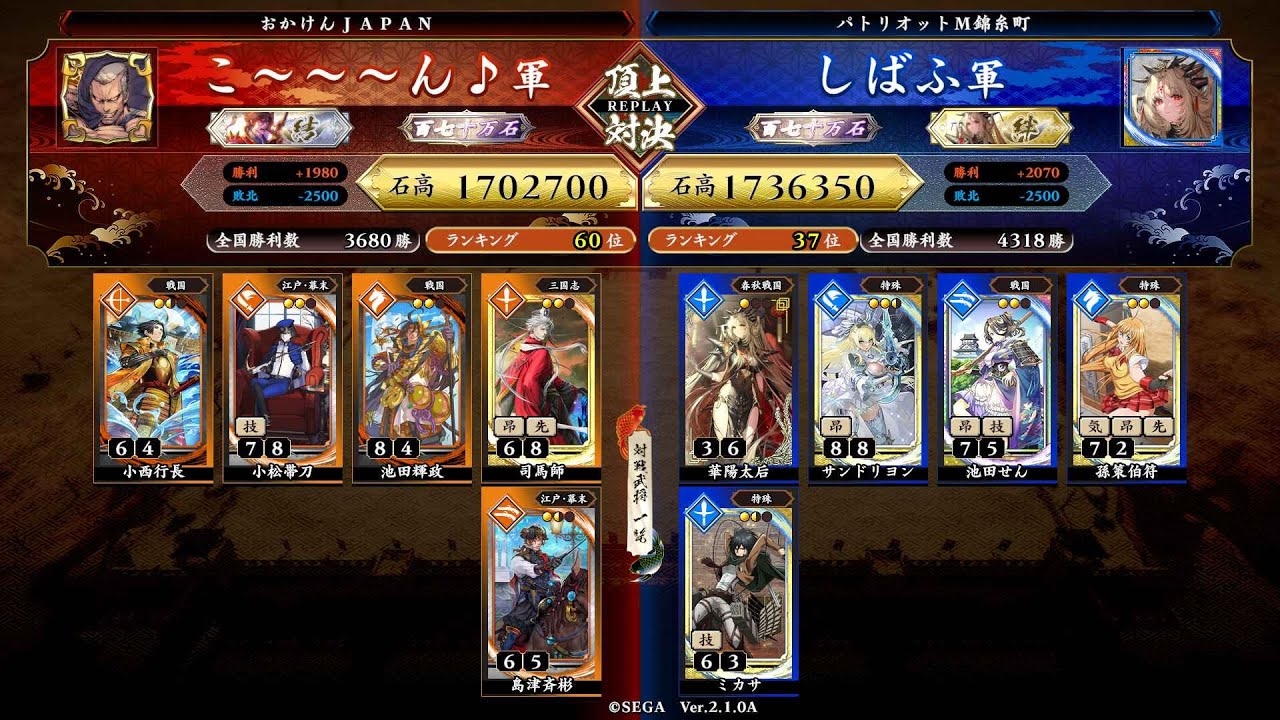 おかけんJAPAN
パトリオットM錦糸町
こ～～～ん♪軍
頂上
REPLAY
対決
しばふ軍
百七十万石
百七十万石
絆
勝利 +1980
敗北 -2500
石高 1702700
石高 1736350
勝利 +2070
敗北 -2500
全国勝利数 3680勝
ランキング 60位
ランキング 37位
全国勝利数 4318勝
戦国
江戸・幕末
戦国
三国志
春秋戦国
特殊
戦国
特殊
技
昂 先
昂
昂 技
気 昂 先
6 4
7 8
8 4
6 8
3 6
8 8
7 5
7 2
小西行長
小松帯刀
池田輝政
司馬師
華陽太后
サンドリヨン
池田せん
孫策伯符
対戦武将一覧
江戸・幕末
特殊
技
6 5
6 3
島津斉彬
ミカサ
©SEGA Ver.2.1.0A